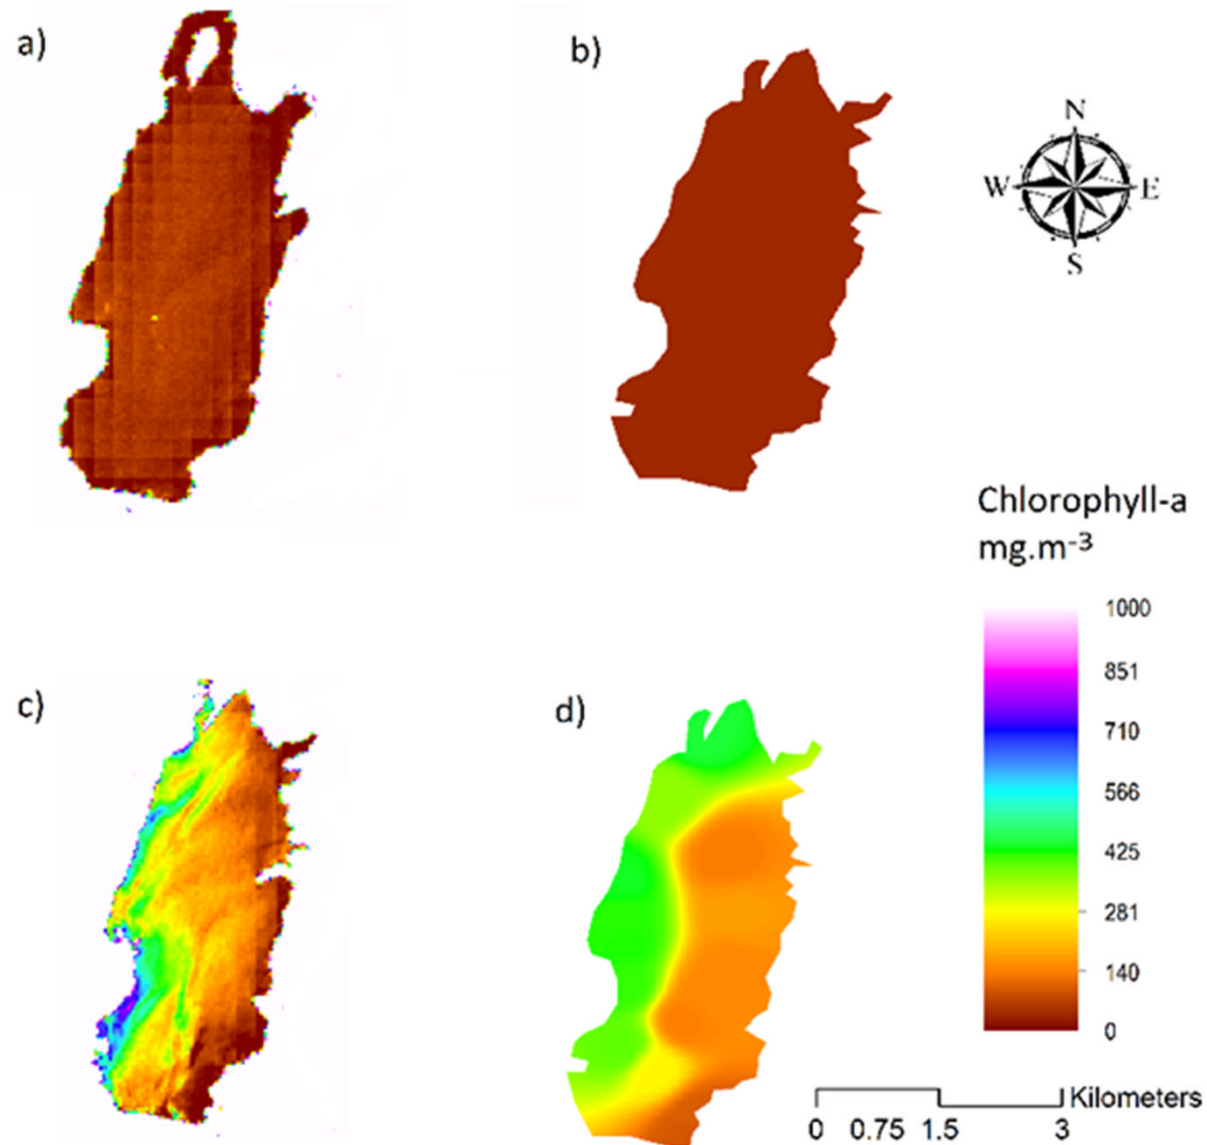 a)
b)
N
W E
S
Chlorophyll-a
mg.m-3
1000
851
710
566
425
281
140
0
c)
d)
Kilometers
0 0.75 1.5 3